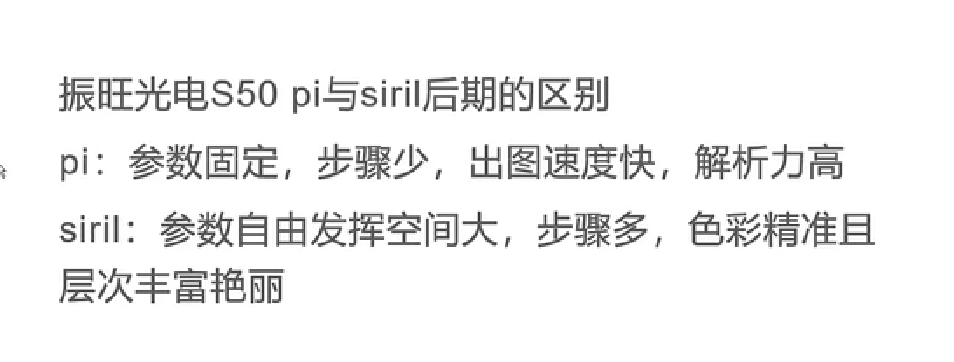 振旺光电S50 pi与siril后期的区别
pi：参数固定，步骤少，出图速度快，解析力高
siril：参数自由发挥空间大，步骤多，色彩精准且
层次丰富艳丽